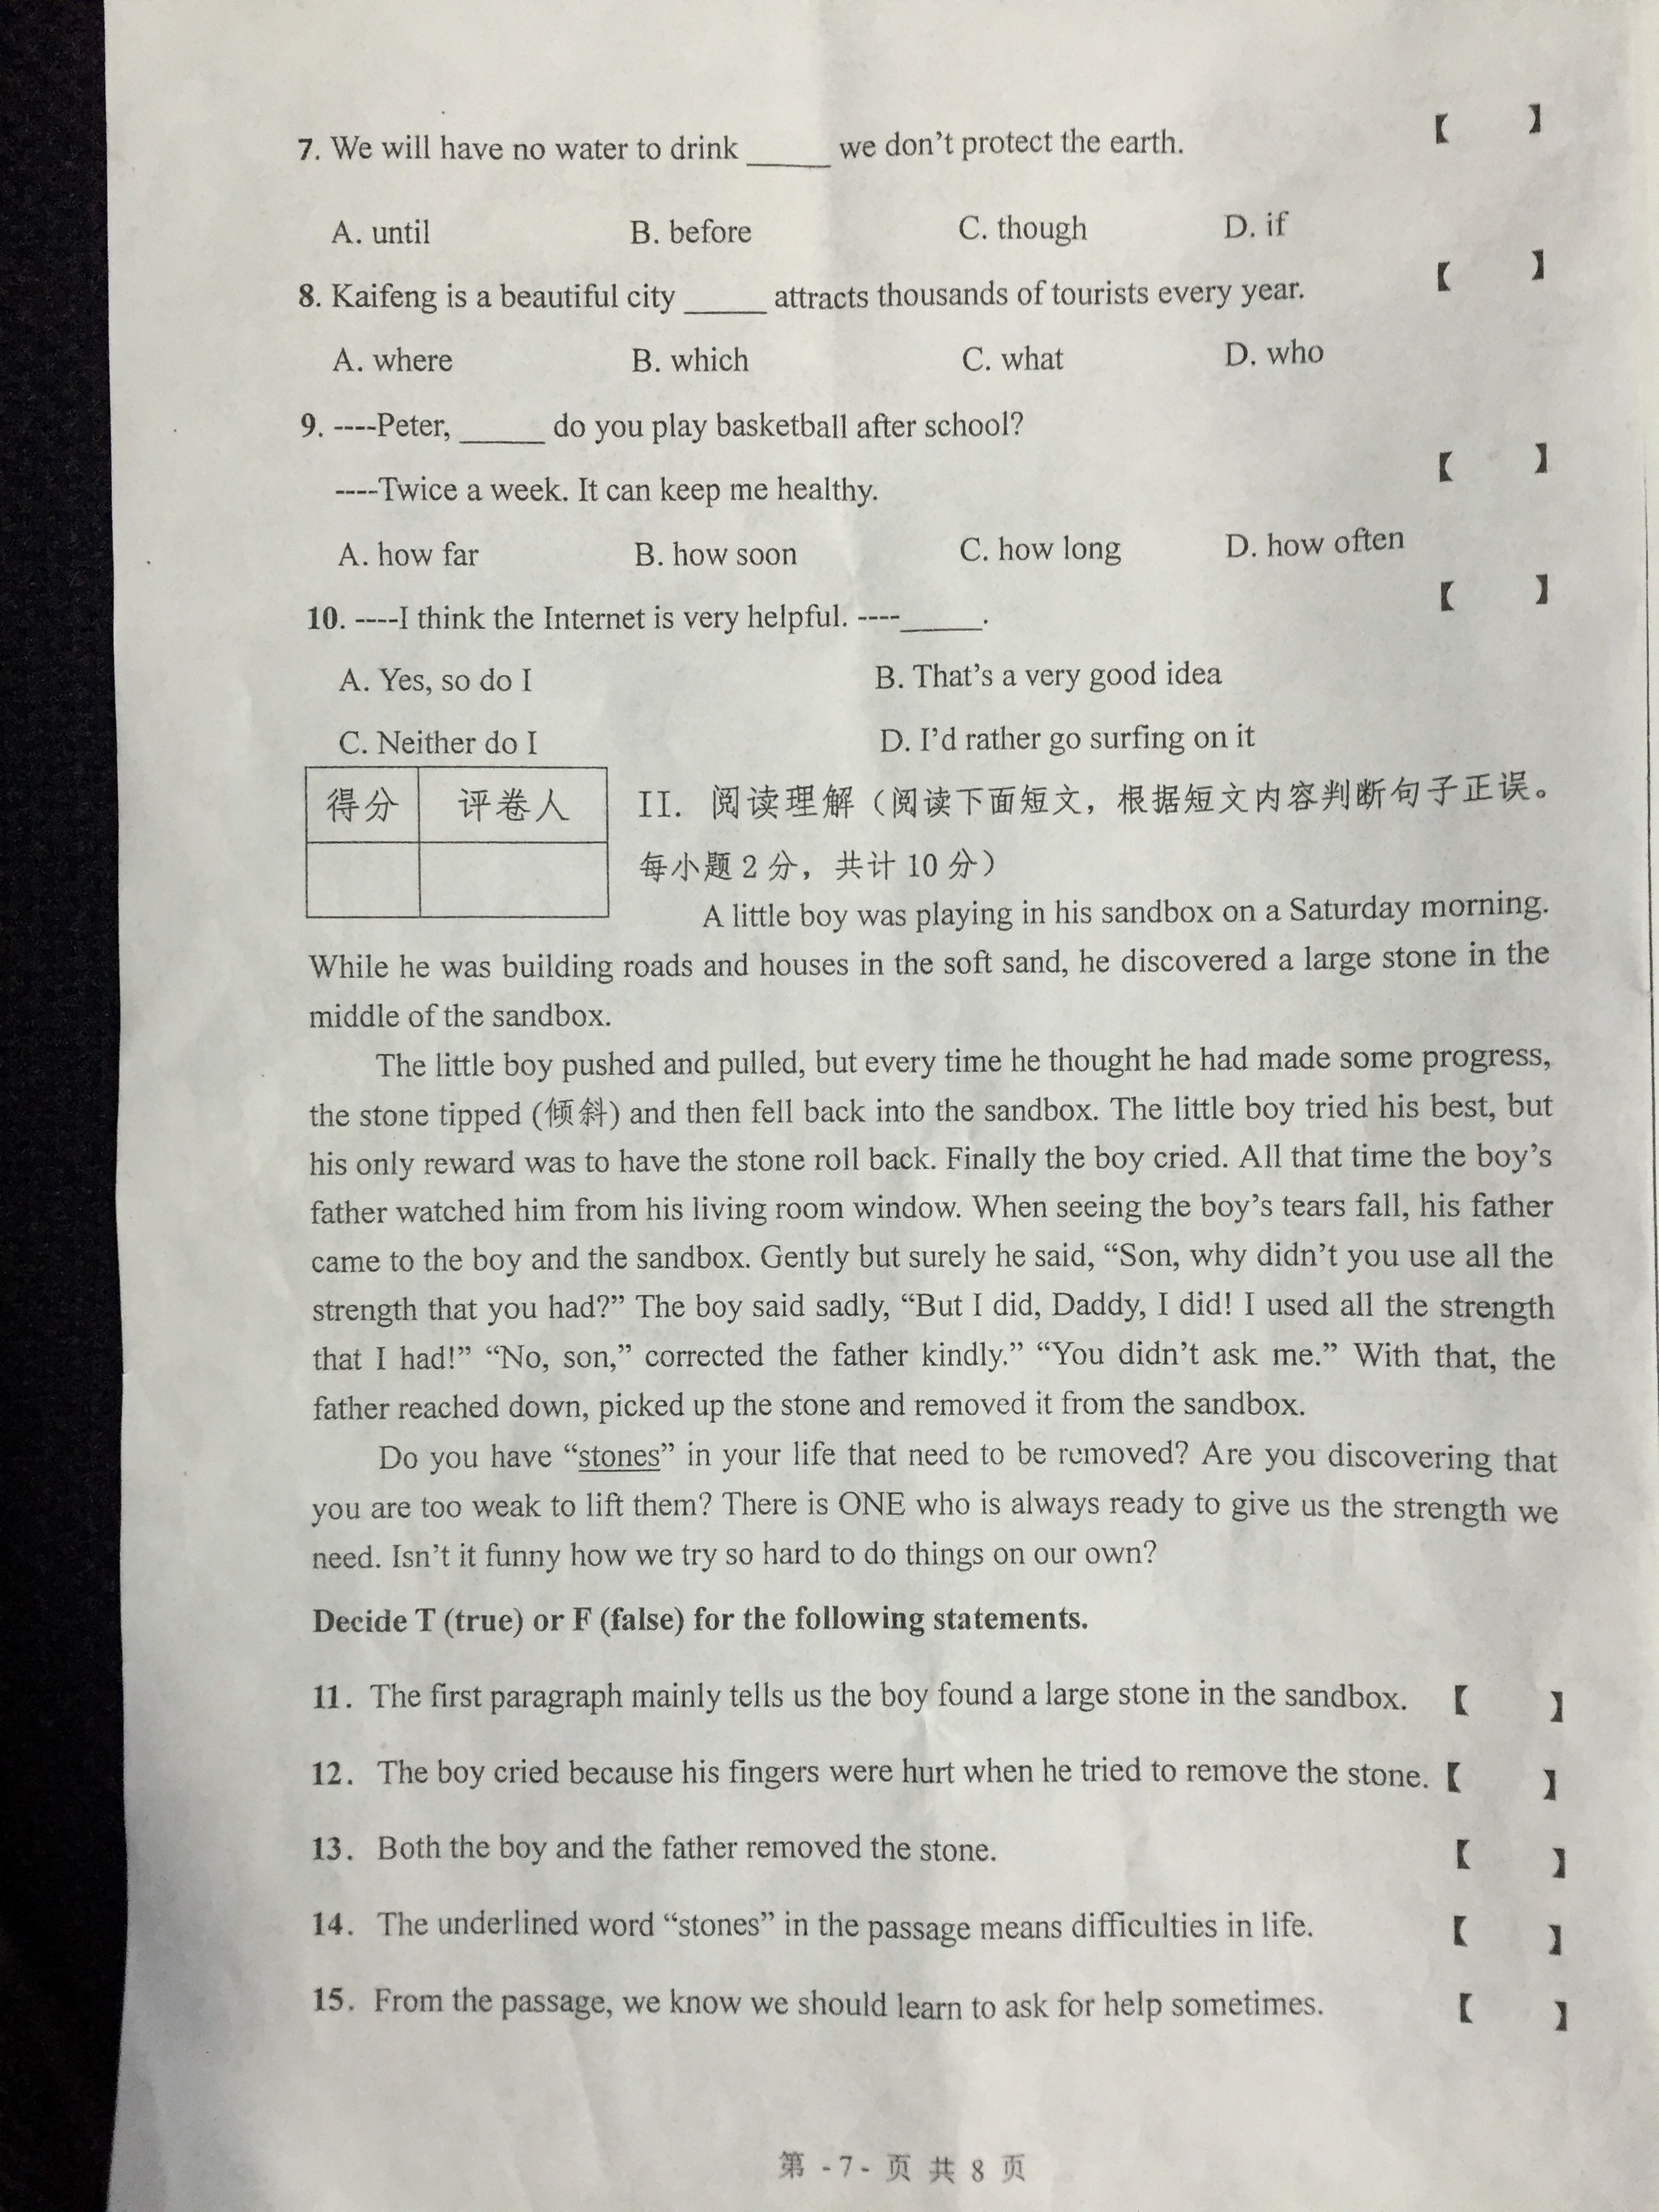 7. We will have no water to drink _____ we don't protect the earth. 【 】
A. until B. before C. though D. if
8. Kaifeng is a beautiful city _____ attracts thousands of tourists every year. 【 】
A. where B. which C. what D. who
9. ----Peter, _____ do you play basketball after school?
----Twice a week. It can keep me healthy. 【 】
A. how far B. how soon C. how long D. how often
10. ----I think the Internet is very helpful. ----_____. 【 】
A. Yes, so do I B. That's a very good idea
C. Neither do I D. I'd rather go surfing on it
得分 评卷人
II. 阅读理解（阅读下面短文，根据短文内容判断句子正误。
每小题 2 分，共计 10 分）
A little boy was playing in his sandbox on a Saturday morning.
While he was building roads and houses in the soft sand, he discovered a large stone in the
middle of the sandbox.
The little boy pushed and pulled, but every time he thought he had made some progress,
the stone tipped (倾斜) and then fell back into the sandbox. The little boy tried his best, but
his only reward was to have the stone roll back. Finally the boy cried. All that time the boy's
father watched him from his living room window. When seeing the boy's tears fall, his father
came to the boy and the sandbox. Gently but surely he said, “Son, why didn't you use all the
strength that you had?” The boy said sadly, “But I did, Daddy, I did! I used all the strength
that I had!” “No, son,” corrected the father kindly.” “You didn't ask me.” With that, the
father reached down, picked up the stone and removed it from the sandbox.
Do you have “stones” in your life that need to be removed? Are you discovering that
you are too weak to lift them? There is ONE who is always ready to give us the strength we
need. Isn't it funny how we try so hard to do things on our own?
Decide T (true) or F (false) for the following statements.
11. The first paragraph mainly tells us the boy found a large stone in the sandbox. 【 】
12. The boy cried because his fingers were hurt when he tried to remove the stone. 【 】
13. Both the boy and the father removed the stone. 【 】
14. The underlined word “stones” in the passage means difficulties in life. 【 】
15. From the passage, we know we should learn to ask for help sometimes. 【 】
第 - 7 - 页 共 8 页